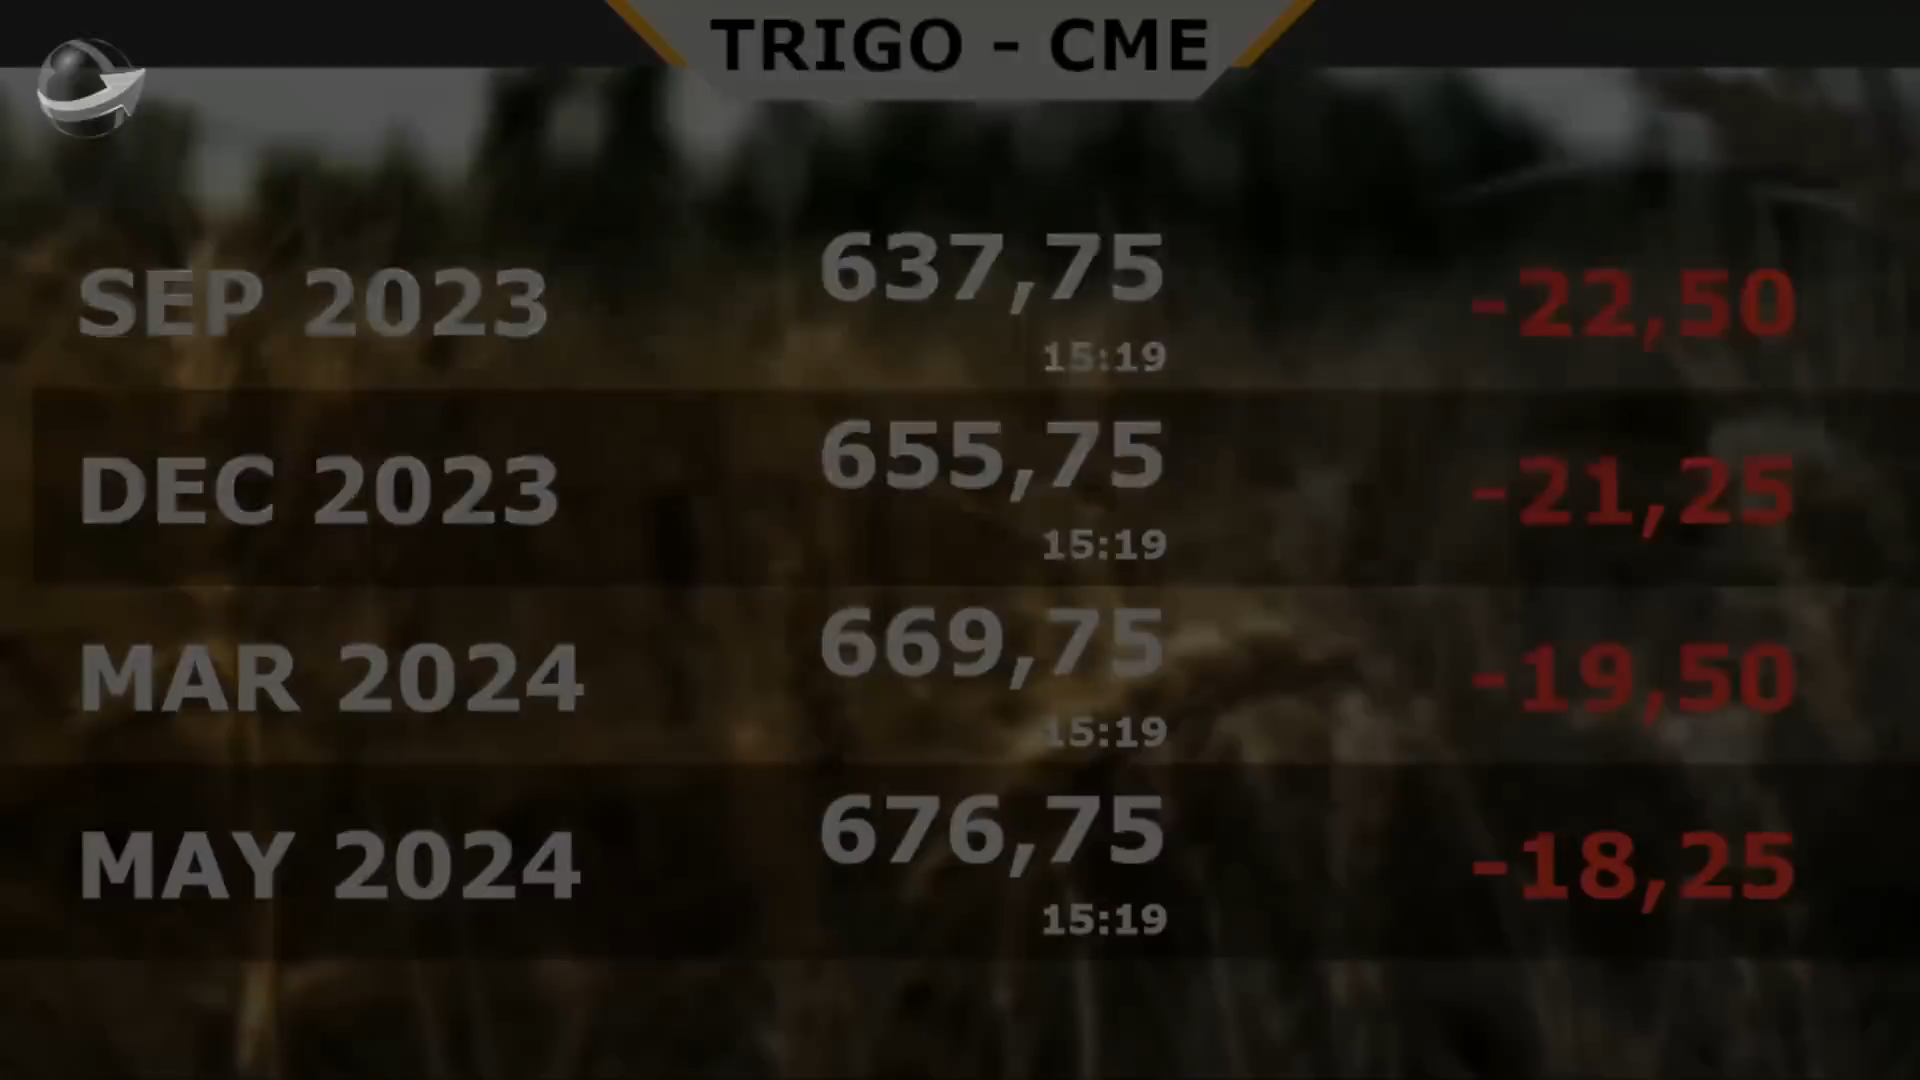 TRIGO - CME
SEP 2023
637,75
15:19
-22,50
DEC 2023
655,75
15:19
-21,25
MAR 2024
669,75
15:19
-19,50
MAY 2024
676,75
15:19
-18,25